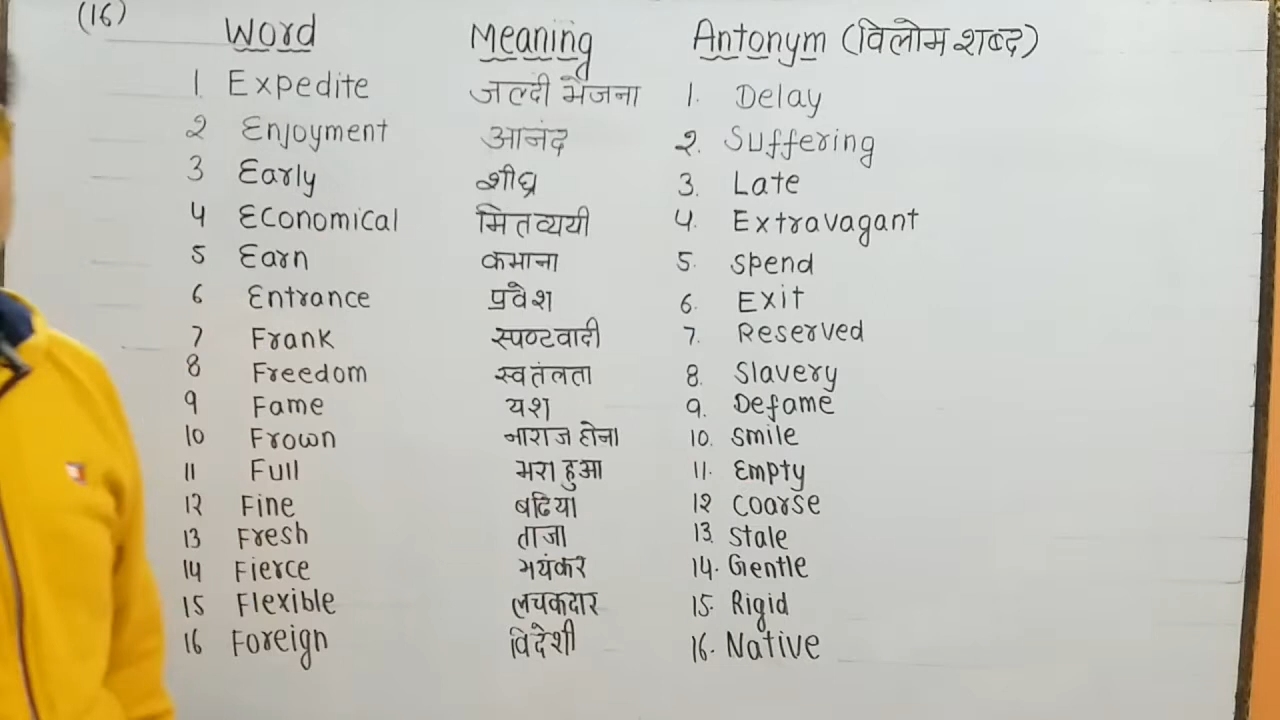 (16)
Word Meaning Antonym (विलोम शब्द)
1 Expedite जल्दी भेजना 1. Delay
2 Enjoyment आनंद 2. Suffering
3 Early शीघ्र 3. Late
4 Economical मितव्ययी 4. Extravagant
5 Earn कमाना 5. Spend
6 Entrance प्रवेश 6. Exit
7 Frank स्पष्टवादी 7. Reserved
8 Freedom स्वतंत्रता 8. Slavery
9 Fame यश 9. Defame
10 Frown नाराज होना 10. Smile
11 Full भरा हुआ 11. Empty
12 Fine बढिया 12 Coarse
13 Fresh ताजा 13. Stale
14 Fierce भयंकर 14. Gentle
15 Flexible लचकदार 15. Rigid
16 Foreign विदेशी 16. Native